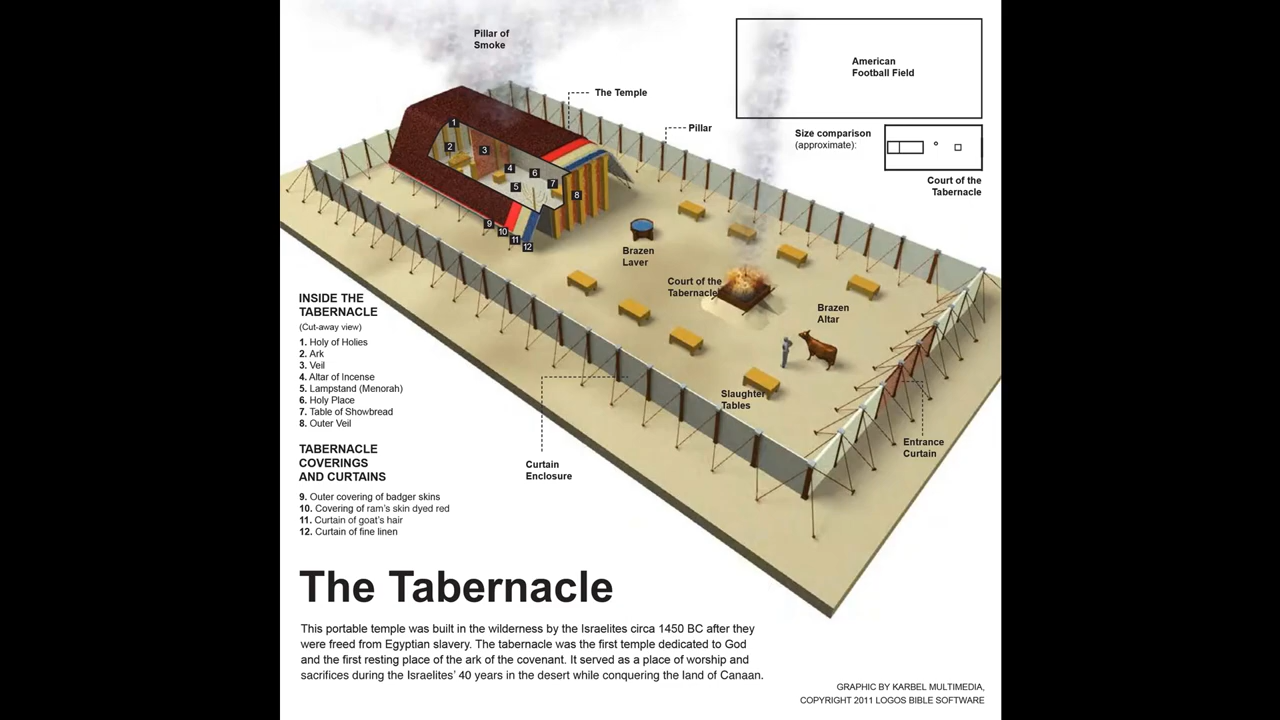 Pillar of
Smoke
American
Football Field
The Temple
Pillar
Size comparison
(approximate):
Court of the
Tabernacle
1
2
3
4
5
6
7
8
9
10
11
12
Brazen
Laver
Court of the
Tabernacle
Brazen
Altar
Slaughter
Tables
Entrance
Curtain
Curtain
Enclosure
INSIDE THE
TABERNACLE
(Cut-away view)
1. Holy of Holies
2. Ark
3. Veil
4. Altar of Incense
5. Lampstand (Menorah)
6. Holy Place
7. Table of Showbread
8. Outer Veil
TABERNACLE
COVERINGS
AND CURTAINS
9. Outer covering of badger skins
10. Covering of ram's skin dyed red
11. Curtain of goat's hair
12. Curtain of fine linen
The Tabernacle
This portable temple was built in the wilderness by the Israelites circa 1450 BC after they
were freed from Egyptian slavery. The tabernacle was the first temple dedicated to God
and the first resting place of the ark of the covenant. It served as a place of worship and
sacrifices during the Israelites' 40 years in the desert while conquering the land of Canaan.
GRAPHIC BY KARBEL MULTIMEDIA,
COPYRIGHT 2011 LOGOS BIBLE SOFTWARE